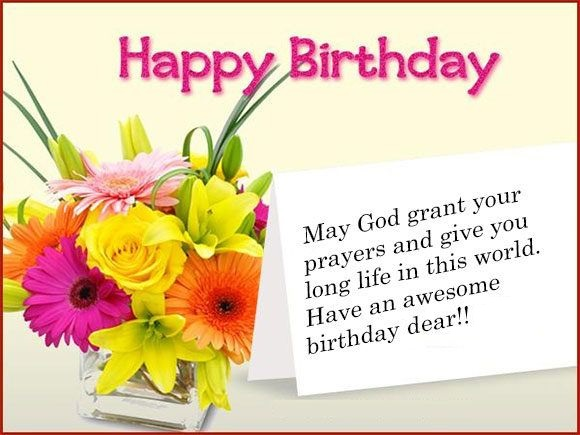 Happy Birthday
May God grant your
prayers and give you
long life in this world.
Have an awesome
birthday dear!!